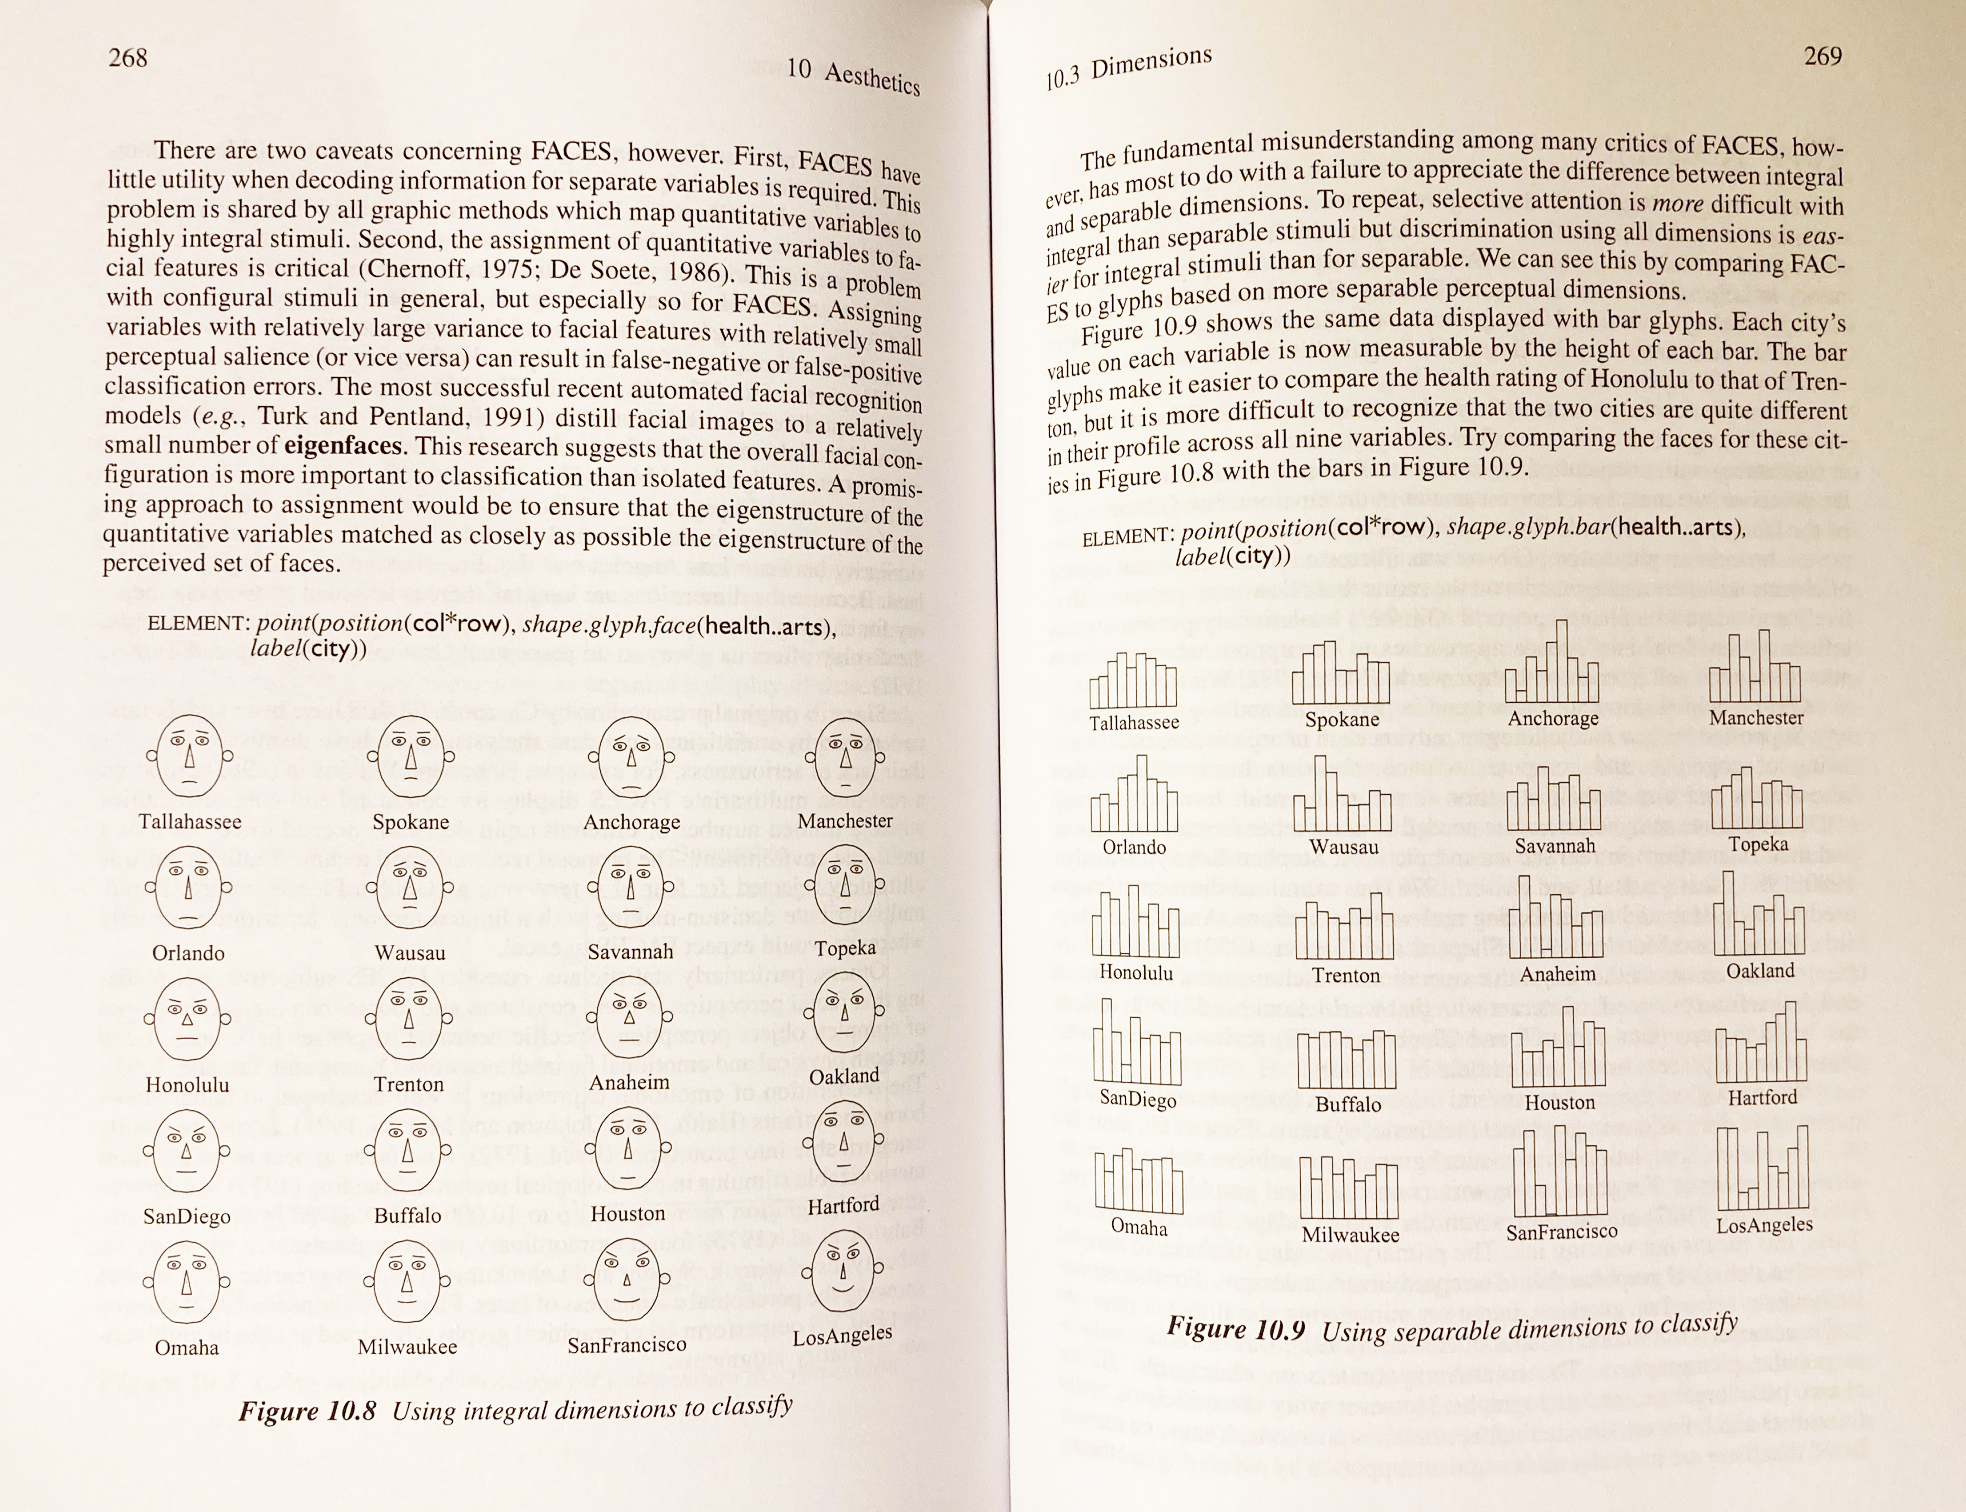 268
10 Aesthetics
There are two caveats concerning FACES, however. First, FACES have
little utility when decoding information for separate variables is required. This
problem is shared by all graphic methods which map quantitative variables to
highly integral stimuli. Second, the assignment of quantitative variables to fa-
cial features is critical (Chernoff, 1975; De Soete, 1986). This is a problem
with configural stimuli in general, but especially so for FACES. Assigning
variables with relatively large variance to facial features with relatively small
perceptual salience (or vice versa) can result in false-negative or false-positive
classification errors. The most successful recent automated facial recognition
models (e.g., Turk and Pentland, 1991) distill facial images to a relatively
small number of eigenfaces. This research suggests that the overall facial con-
figuration is more important to classification than isolated features. A promis-
ing approach to assignment would be to ensure that the eigenstructure of the
quantitative variables matched as closely as possible the eigenstructure of the
perceived set of faces.
ELEMENT: point(position(col*row), shape.glyph.face(health..arts),
label(city))
Tallahassee Spokane Anchorage Manchester
Orlando Wausau Savannah Topeka
Honolulu Trenton Anaheim Oakland
SanDiego Buffalo Houston Hartford
Omaha Milwaukee SanFrancisco LosAngeles
Figure 10.8 Using integral dimensions to classify
10.3 Dimensions
269
The fundamental misunderstanding among many critics of FACES, how-
ever, has most to do with a failure to appreciate the difference between integral
and separable dimensions. To repeat, selective attention is more difficult with
integral than separable stimuli but discrimination using all dimensions is eas-
ier for integral stimuli than for separable. We can see this by comparing FAC-
ES to glyphs based on more separable perceptual dimensions.
Figure 10.9 shows the same data displayed with bar glyphs. Each city's
value on each variable is now measurable by the height of each bar. The bar
glyphs make it easier to compare the health rating of Honolulu to that of Tren-
ton, but it is more difficult to recognize that the two cities are quite different
in their profile across all nine variables. Try comparing the faces for these cit-
ies in Figure 10.8 with the bars in Figure 10.9.
ELEMENT: point(position(col*row), shape.glyph.bar(health..arts),
label(city))
Tallahassee Spokane Anchorage Manchester
Orlando Wausau Savannah Topeka
Honolulu Trenton Anaheim Oakland
SanDiego Buffalo Houston Hartford
Omaha Milwaukee SanFrancisco LosAngeles
Figure 10.9 Using separable dimensions to classify